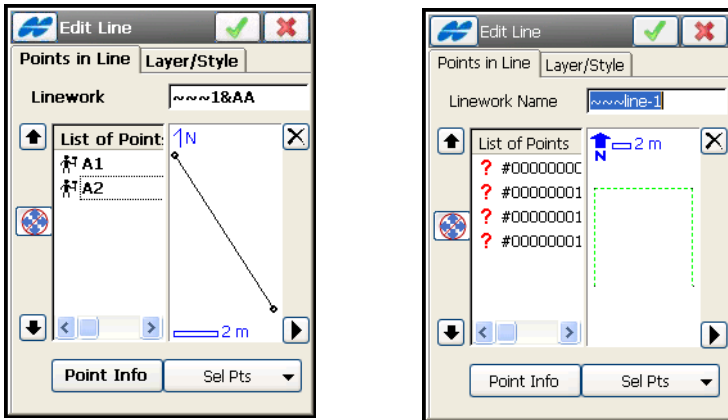 Edit Line
Points in Line Layer/Style
Linework ~~~1&AA
List of Point:
N
A1
A2
2 m
Point Info Sel Pts
Edit Line
Points in Line Layer/Style
Linework Name ~~~line-1
List of Points
2 m
N
? #0000000C
? #00000001
? #00000001
? #00000001
Point Info Sel Pts